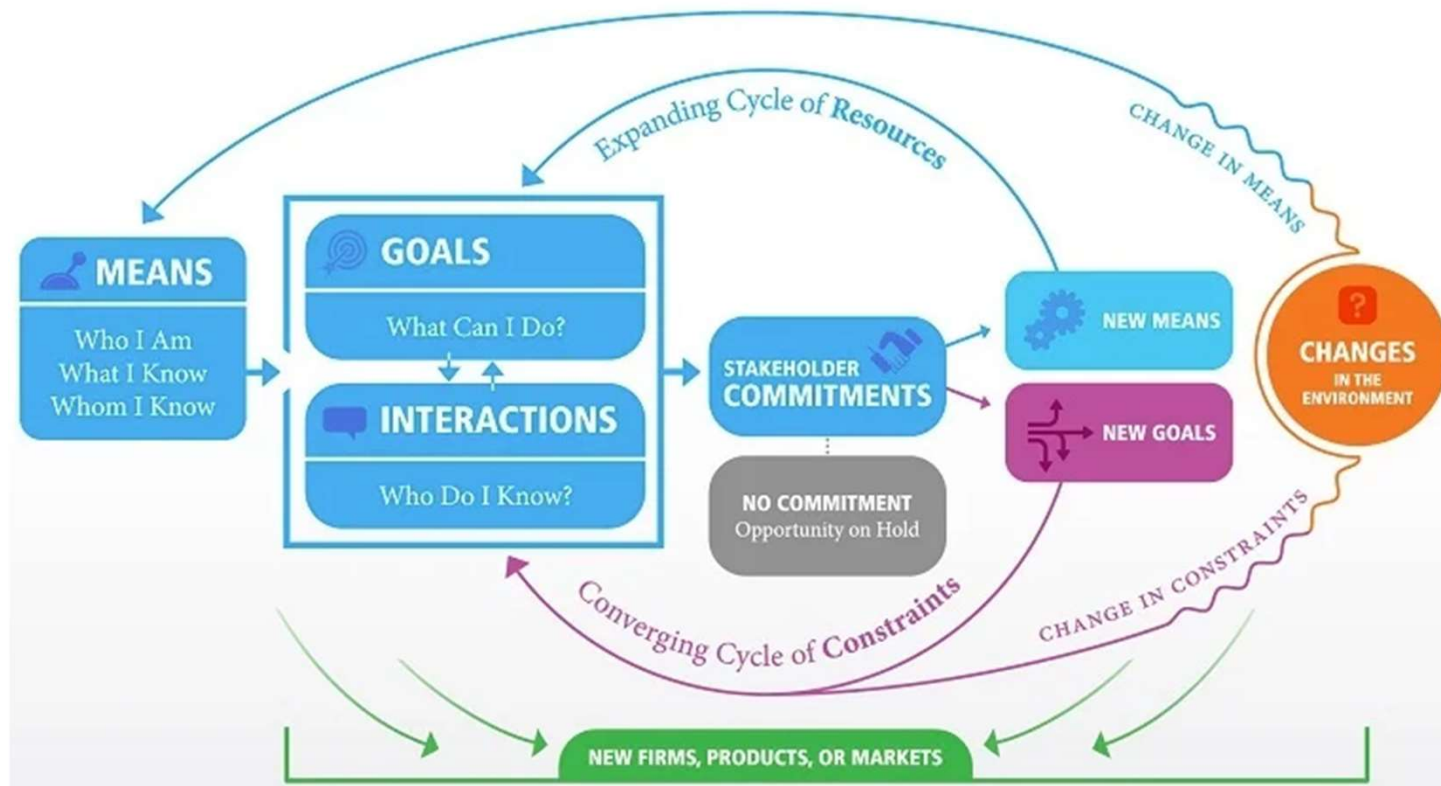 CHANGE IN MEANS
Expanding Cycle of Resources
MEANS
Who I Am
What I Know
Whom I Know
GOALS
What Can I Do?
INTERACTIONS
Who Do I Know?
STAKEHOLDER
COMMITMENTS
NO COMMITMENT
Opportunity on Hold
NEW MEANS
NEW GOALS
?
CHANGES
IN THE
ENVIRONMENT
CHANGE IN CONSTRAINTS
Converging Cycle of Constraints
NEW FIRMS, PRODUCTS, OR MARKETS